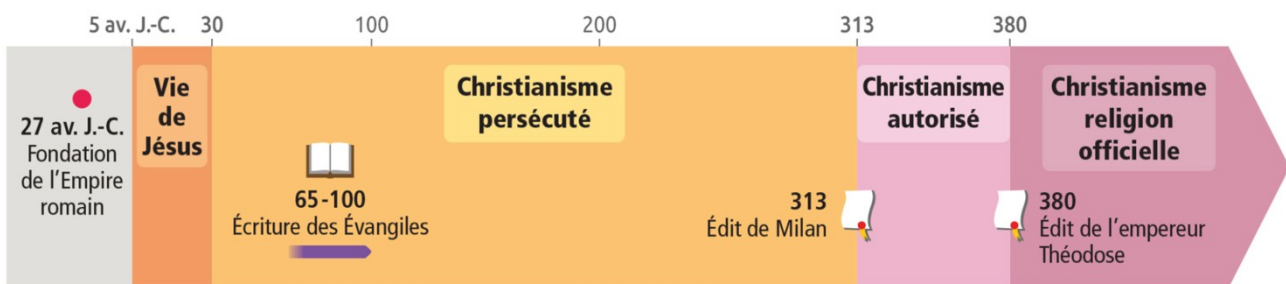 5 av. J.-C. 30 100 200 313 380
27 av. J.-C.
Fondation
de l’Empire
romain
Vie
de
Jésus
Christianisme
persécuté
65-100
Écriture des Évangiles
313
Édit de Milan
Christianisme
autorisé
Christianisme
religion
officielle
380
Édit de l’empereur
Théodose